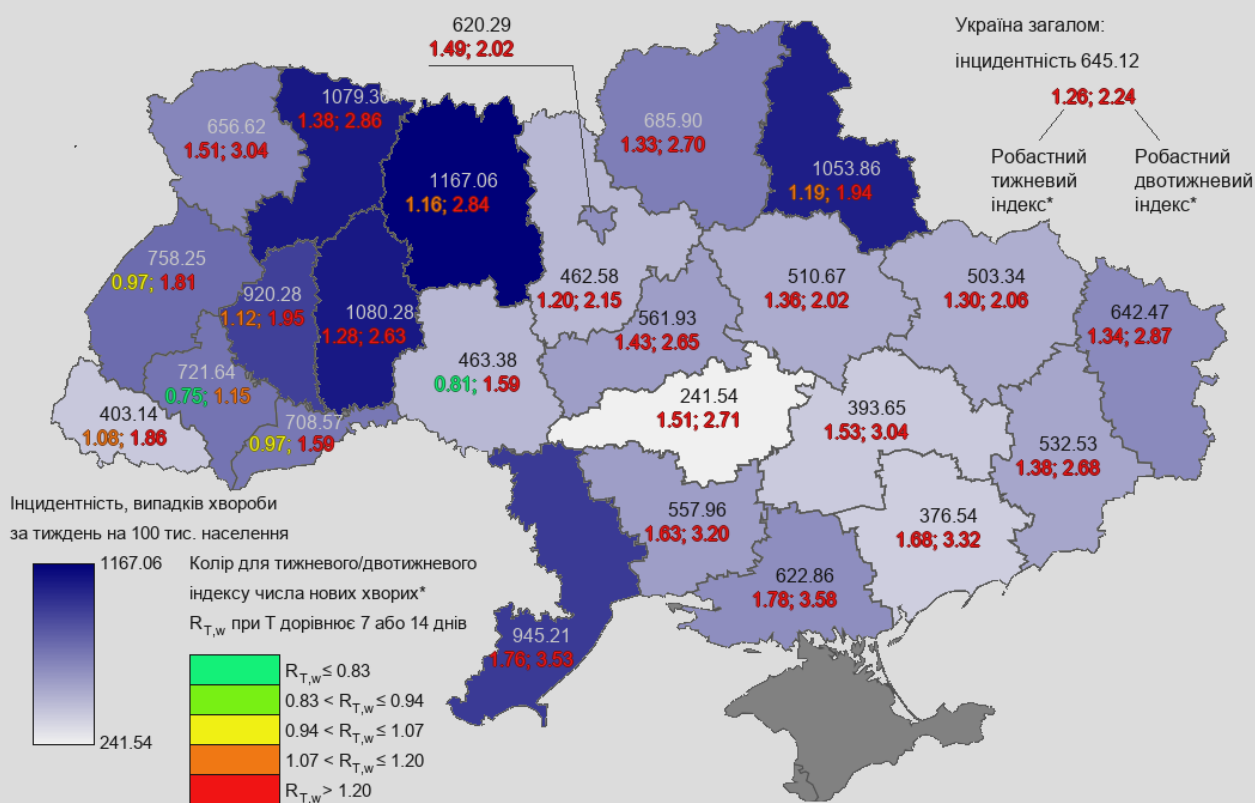 620.29
1.49; 2.02
Україна загалом:
інцидентність 645.12
1.26; 2.24
Робастний
тижневий
індекс*
Робастний
двотижневий
індекс*
656.62
1.51; 3.04
1079.36
1.38; 2.86
1167.06
1.16; 2.84
685.90
1.33; 2.70
1053.86
1.19; 1.94
758.25
0.97; 1.81
920.28
1.12; 1.95
1080.28
1.28; 2.63
462.58
1.20; 2.15
510.67
1.36; 2.02
503.34
1.30; 2.06
642.47
1.34; 2.87
561.93
1.43; 2.65
463.38
0.81; 1.59
721.64
0.75; 1.15
403.14
1.08; 1.86
708.57
0.97; 1.59
241.54
1.51; 2.71
393.65
1.53; 3.04
532.53
1.38; 2.68
557.96
1.63; 3.20
376.54
1.68; 3.32
622.86
1.78; 3.58
945.21
1.76; 3.53
Інцидентність, випадків хвороби
за тиждень на 100 тис. населення
1167.06
241.54
Колір для тижневого/двотижневого
індексу числа нових хворих*
R_T,w при T дорівнює 7 або 14 днів
R_T,w ≤ 0.83
0.83 < R_T,w ≤ 0.94
0.94 < R_T,w ≤ 1.07
1.07 < R_T,w ≤ 1.20
R_T,w > 1.20